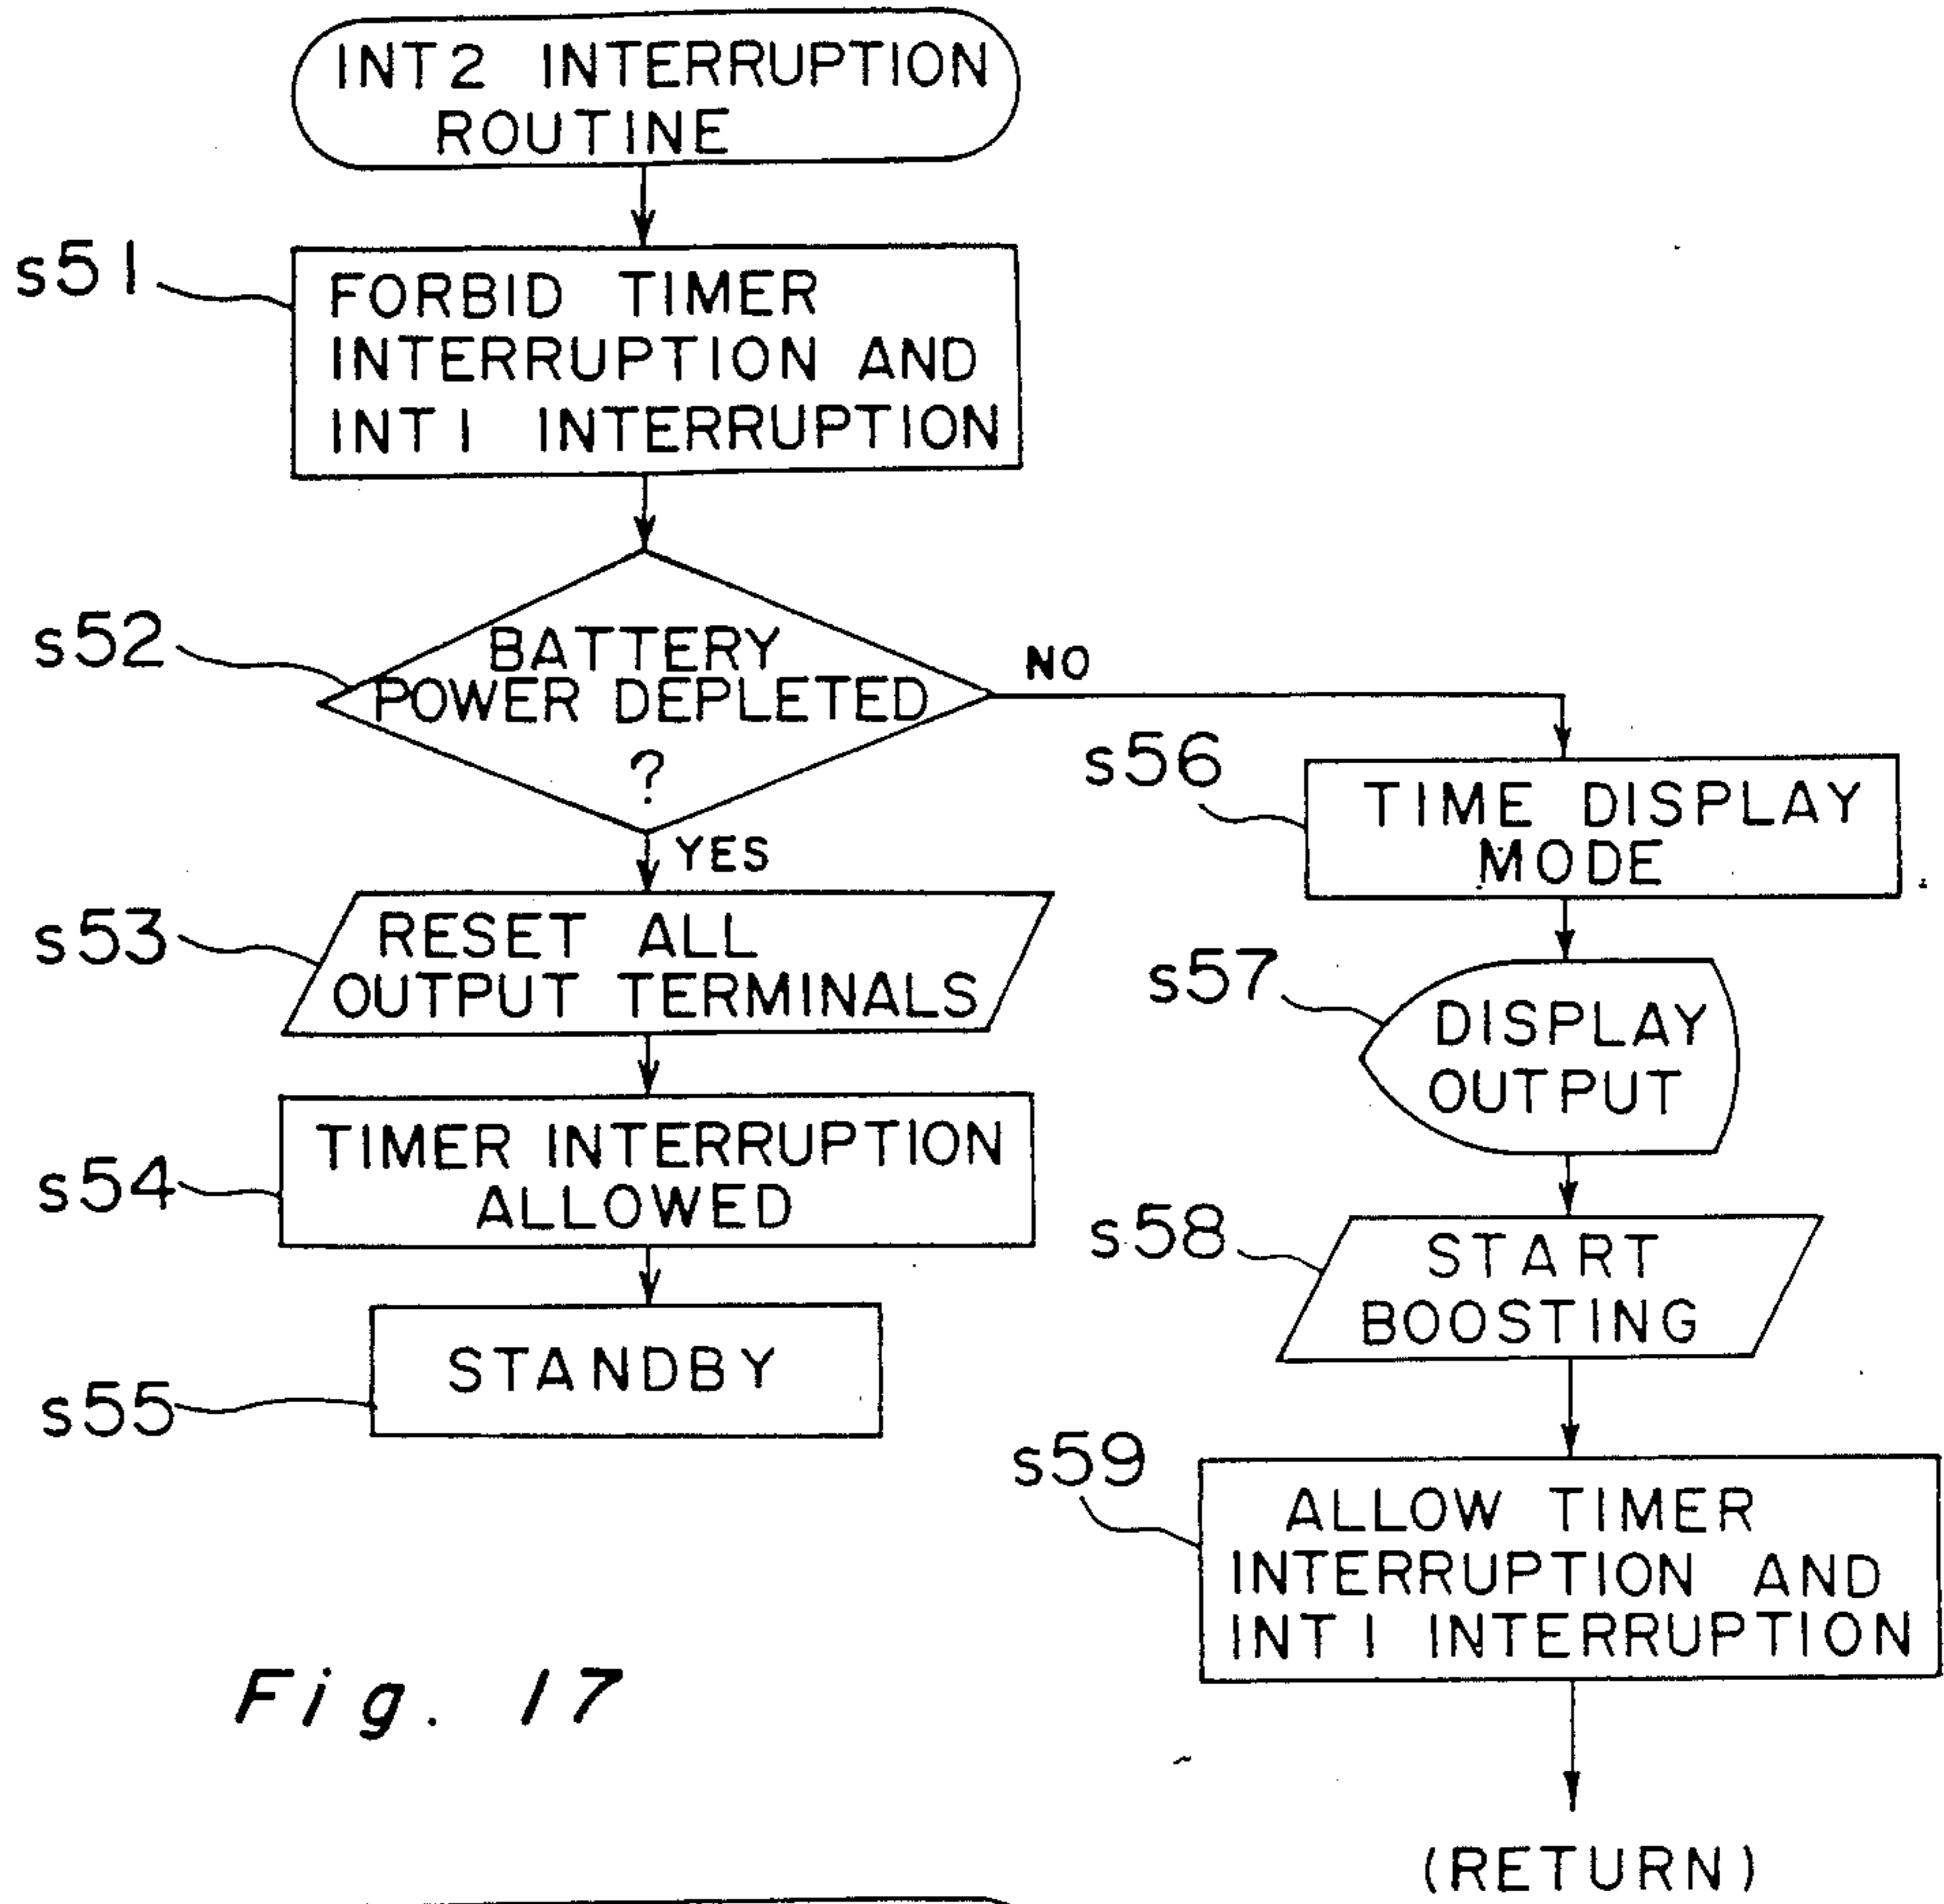 INT2 INTERRUPTION
ROUTINE
s51
FORBID TIMER
INTERRUPTION AND
INT1 INTERRUPTION
s52
BATTERY
POWER DEPLETED
?
NO
YES
s53
RESET ALL
OUTPUT TERMINALS
s54
TIMER INTERRUPTION
ALLOWED
s55
STANDBY
s56
TIME DISPLAY
MODE
s57
DISPLAY
OUTPUT
s58
START
BOOSTING
s59
ALLOW TIMER
INTERRUPTION AND
INT1 INTERRUPTION
(RETURN)
Fig. 17